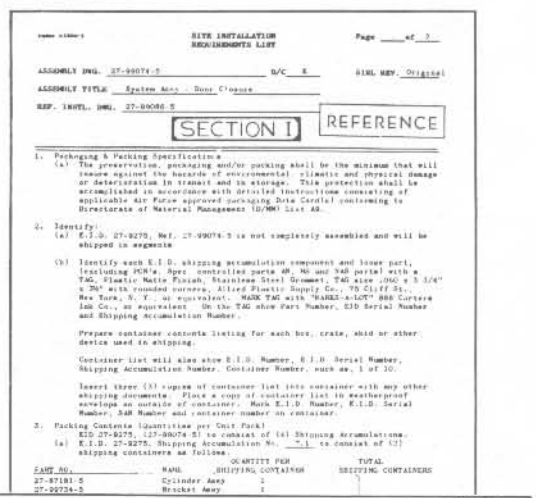 SITE INSTALLATION Page of 7
REQUIREMENTS LIST
ASSEMBLY DWG. 27-99074-5 D/C X SIRL REV. Original
ASSEMBLY TITLE System Assy - Door Closure
REF. INSTL. DWG. 27-99086-5
SECTION I REFERENCE
1. Packaging & Packing Specifications
(a) The preservation, packaging and/or packing shall be the minimum that will
insure against the hazards of environmental, climatic and physical damage
or deterioration in transit and in storage. This protection shall be
accomplished in accordance with detailed instructions consisting of
applicable Air Force approved packaging Data Card(s) conforming to
Directorate of Material Management (D/MM) List A9.
2. Identify:
(a) E.I.D. 27-9275, Ref. 27-99074-5 is not completely assembled and will be
shipped in segments
(b) Identify each E.I.D. shipping accumulation component and loose part,
(excluding Spec. controlled parts AN, MS and NAS parts) with a
TAG, Plastic Matte Finish, Stainless Steel Grommet, TAG size .060 x 3 3/4"
with rounded corners, Allied Plastic Supply Co., 75 Cliff St.,
New York, N. Y., or equivalent. MARK TAG with "MARKS-A-LOT" 888 Carters
Ink Co., or equivalent On the TAG show Part Number, EID Serial Number
and Shipping Accumulation Number.
Prepare container contents listing for each box, crate, skid or other
device used in shipping.
Container list will also show E.I.D. Number, E.I.D. Serial Number,
Shipping Accumulation Number, Container Number, such as, 1 of 10.
Insert three (3) copies of container list into container with any other
shipping documents. Place a copy of container list in weatherproof
envelope on outside of container. Mark E.I.D. Number, E.I.D. Serial
Number, SAN Number and container number on container.
3. Packing Contents (Quantities per Unit Pack)
EID 27-9275, (27-99074-5) to consist of (4) Shipping Accumulations.
(a) E.I.D. 27-9275, Shipping Accumulation No. 7.1 to consist of (2)
shipping containers as follows.
QUANTITY PER TOTAL
PART NO. NAME SHIPPING CONTAINER SHIPPING CONTAINERS
27-87181-5 Cylinder Assy 1
27-99734-5 Bracket Assy 1